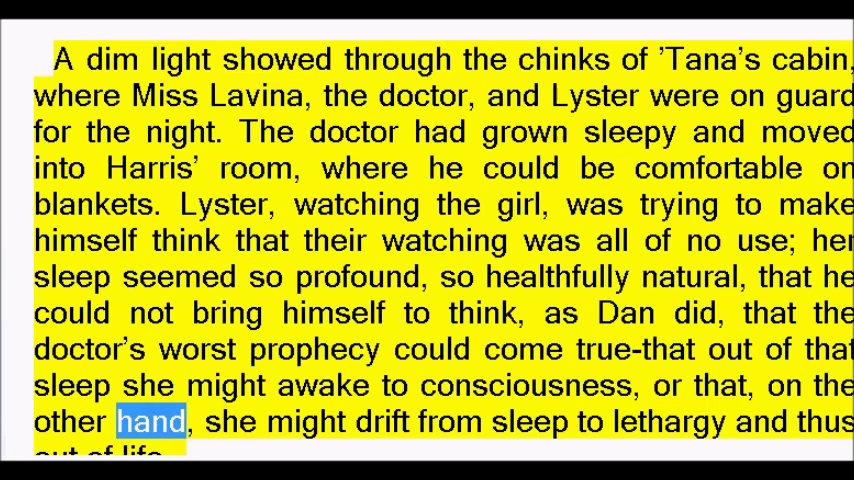 A dim light showed through the chinks of ’Tana’s cabin,
where Miss Lavina, the doctor, and Lyster were on guard
for the night. The doctor had grown sleepy and moved
into Harris’ room, where he could be comfortable on
blankets. Lyster, watching the girl, was trying to make
himself think that their watching was all of no use; her
sleep seemed so profound, so healthfully natural, that he
could not bring himself to think, as Dan did, that the
doctor’s worst prophecy could come true-that out of that
sleep she might awake to consciousness, or that, on the
other hand, she might drift from sleep to lethargy and thus
out of life.